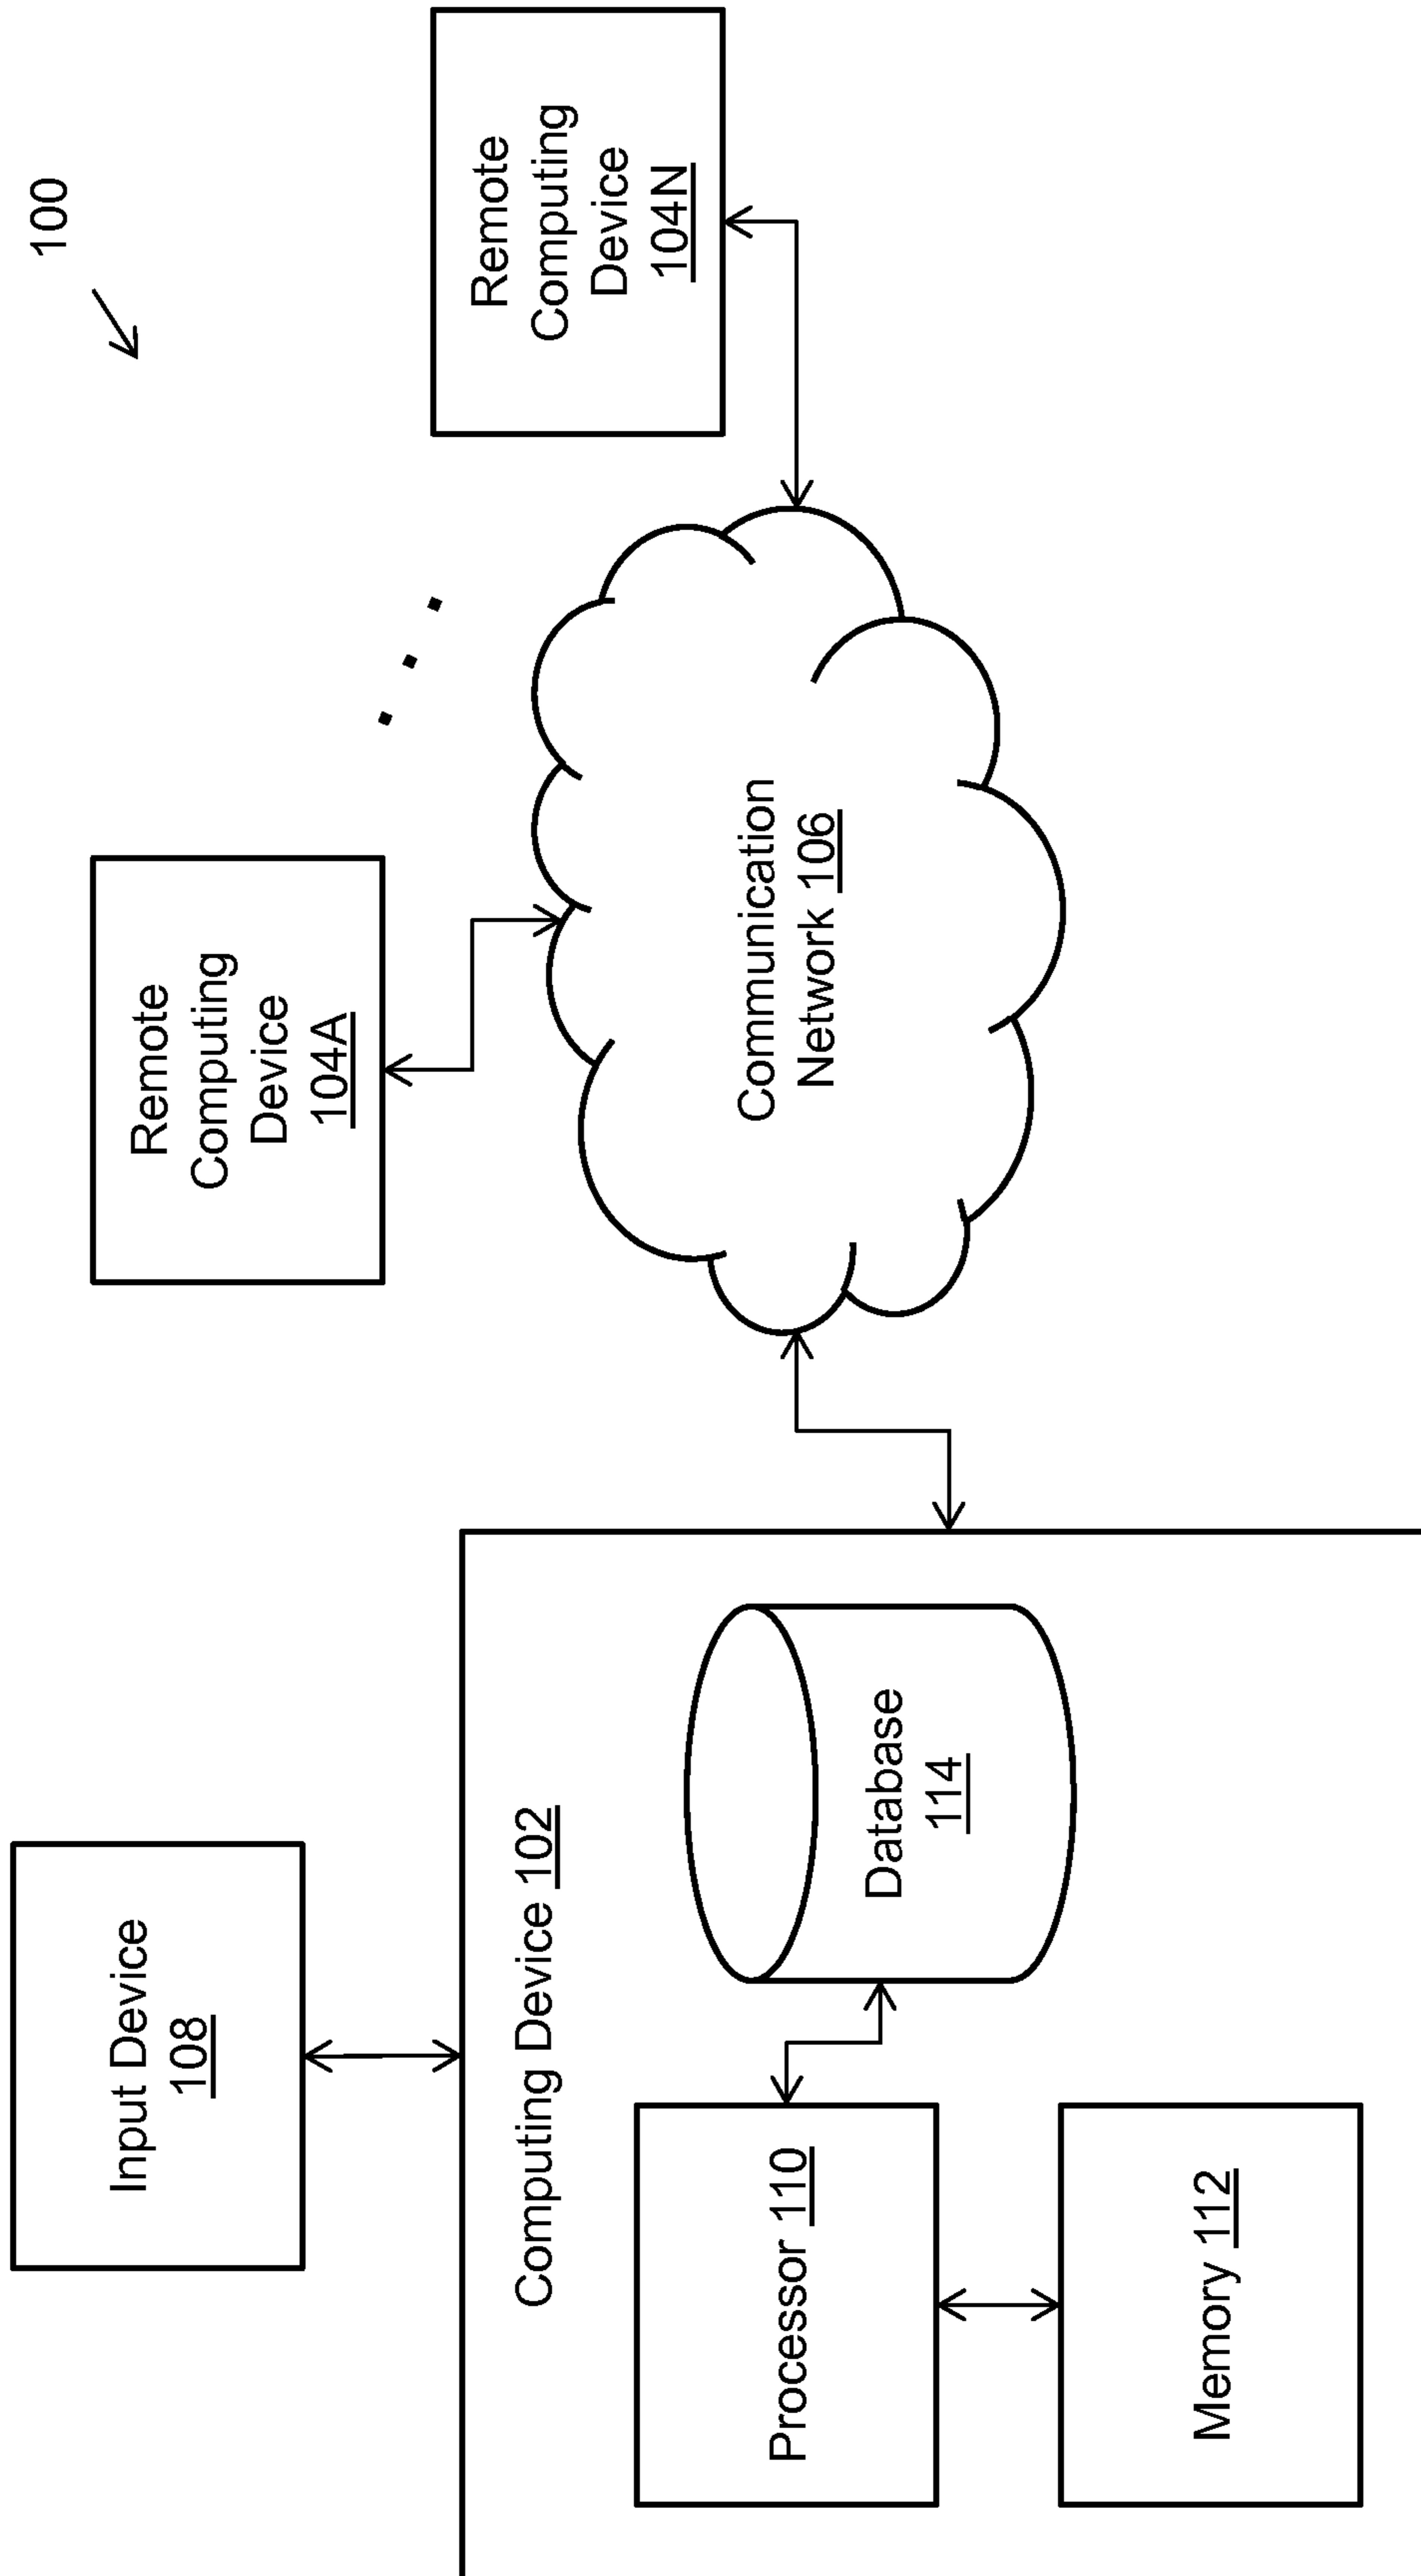 100
Input Device
108
Remote
Computing
Device
104A
Remote
Computing
Device
104N
Computing Device 102
Communication
Network 106
Processor 110
Database
114
Memory 112